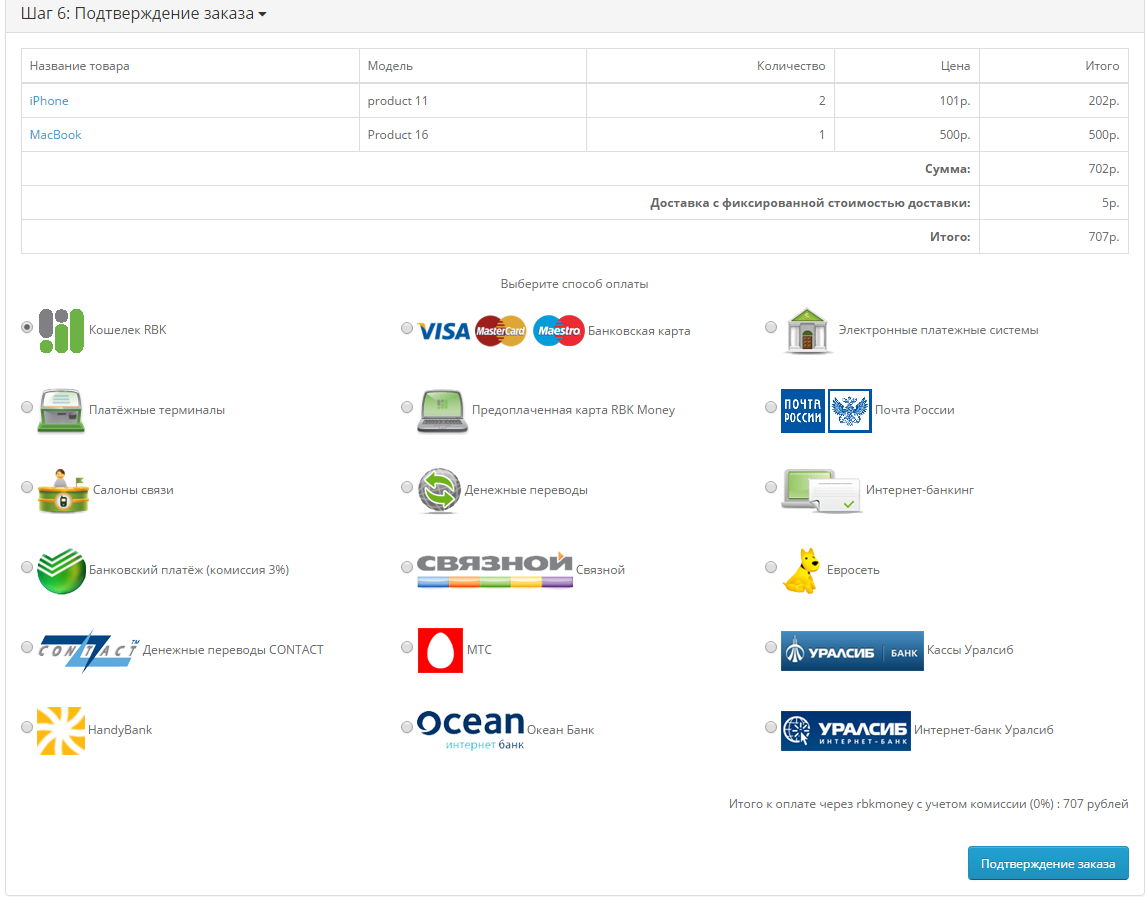 Шаг 6: Подтверждение заказа
Название товара Модель Количество Цена Итого
iPhone product 11 2 101р. 202р.
MacBook Product 16 1 500р. 500р.
Сумма: 702р.
Доставка с фиксированной стоимостью доставки: 5р.
Итого: 707р.
Выберите способ оплаты
Кошелек RBK VISA MasterCard Maestro Банковская карта Электронные платежные системы
Платёжные терминалы Предоплаченная карта RBK Money ПОЧТА РОССИИ Почта России
Салоны связи Денежные переводы Интернет-банкинг
Банковский платёж (комиссия 3%) СВЯЗНОЙ Связной Евросеть
CONTACT™ Денежные переводы CONTACT МТС УРАЛСИБ БАНК Кассы Уралсиб
HandyBank Ocean интернет банк Океан Банк УРАЛСИБ ИНТЕРНЕТ-БАНК Интернет-банк Уралсиб
Итого к оплате через rbkmoney с учетом комиссии (0%) : 707 рублей
Подтверждение заказа